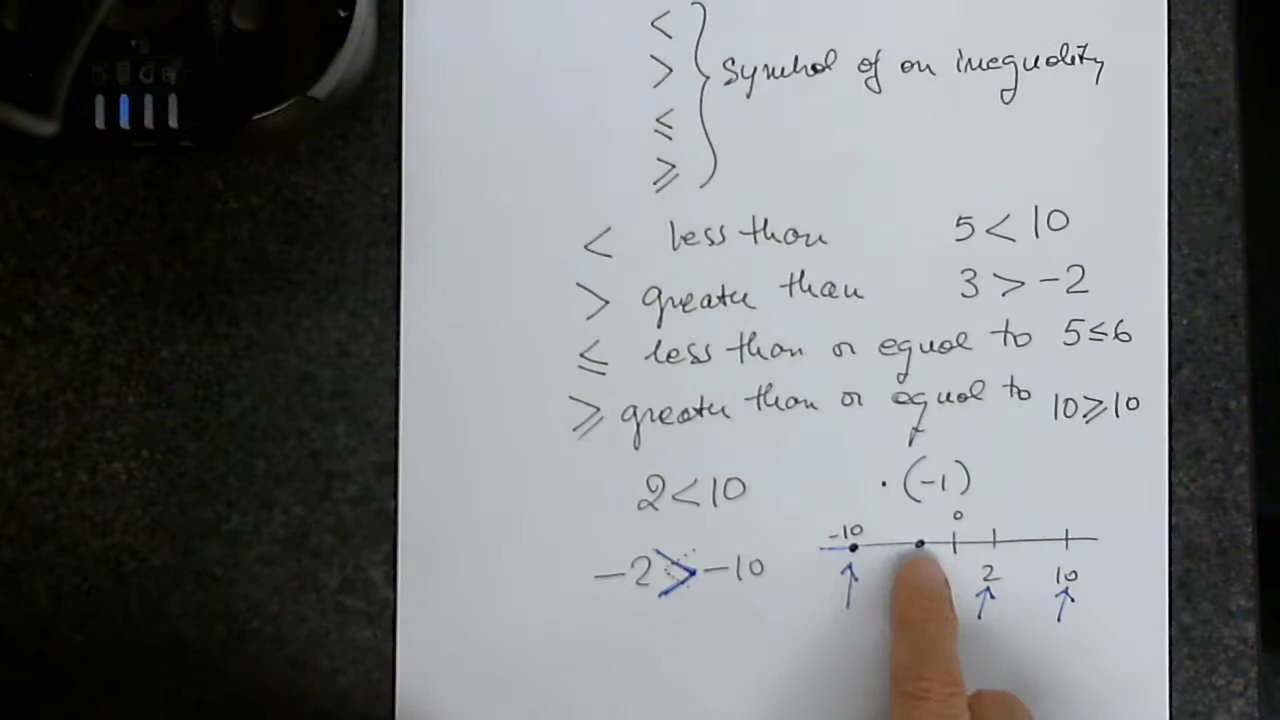 <
> Symbol of an inequality
≤
≥
< less than 5 < 10
> greater than 3 > -2
≤ less than or equal to 5 ≤ 6
≥ greater than or equal to 10 ≥ 10
2 < 10 · (-1)
-10 0
-2 > -10
2 10